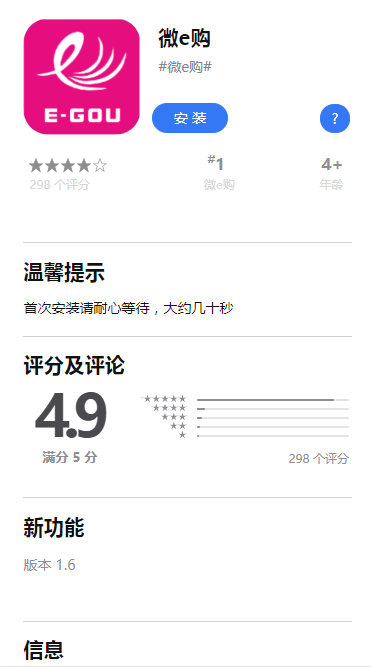 微e购
#微e购#
E-GOU
安 装
?
★★★★☆
#1
4+
298 个评分
微e购
年龄
温馨提示
首次安装请耐心等待，大约几十秒
评分及评论
4.9
★★★★★
★★★★
★★★
★★
★
满分 5 分
298 个评分
新功能
版本 1.6
信息